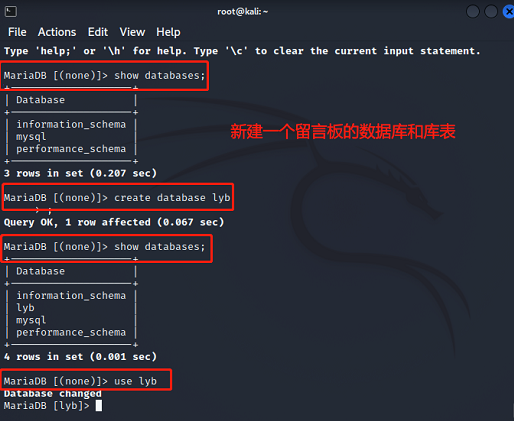 root@kali: ~
File Actions Edit View Help
Type 'help;' or '\h' for help. Type '\c' to clear the current input statement.
MariaDB [(none)]> show databases;
+--------------------+
| Database           |
+--------------------+
| information_schema |
| mysql              |
| performance_schema |
+--------------------+
3 rows in set (0.207 sec)
新建一个留言板的数据库和库表
MariaDB [(none)]> create database lyb
Query OK, 1 row affected (0.067 sec)
MariaDB [(none)]> show databases;
+--------------------+
| Database           |
+--------------------+
| information_schema |
| lyb                |
| mysql              |
| performance_schema |
+--------------------+
4 rows in set (0.001 sec)
MariaDB [(none)]> use lyb
Database changed
MariaDB [lyb]>